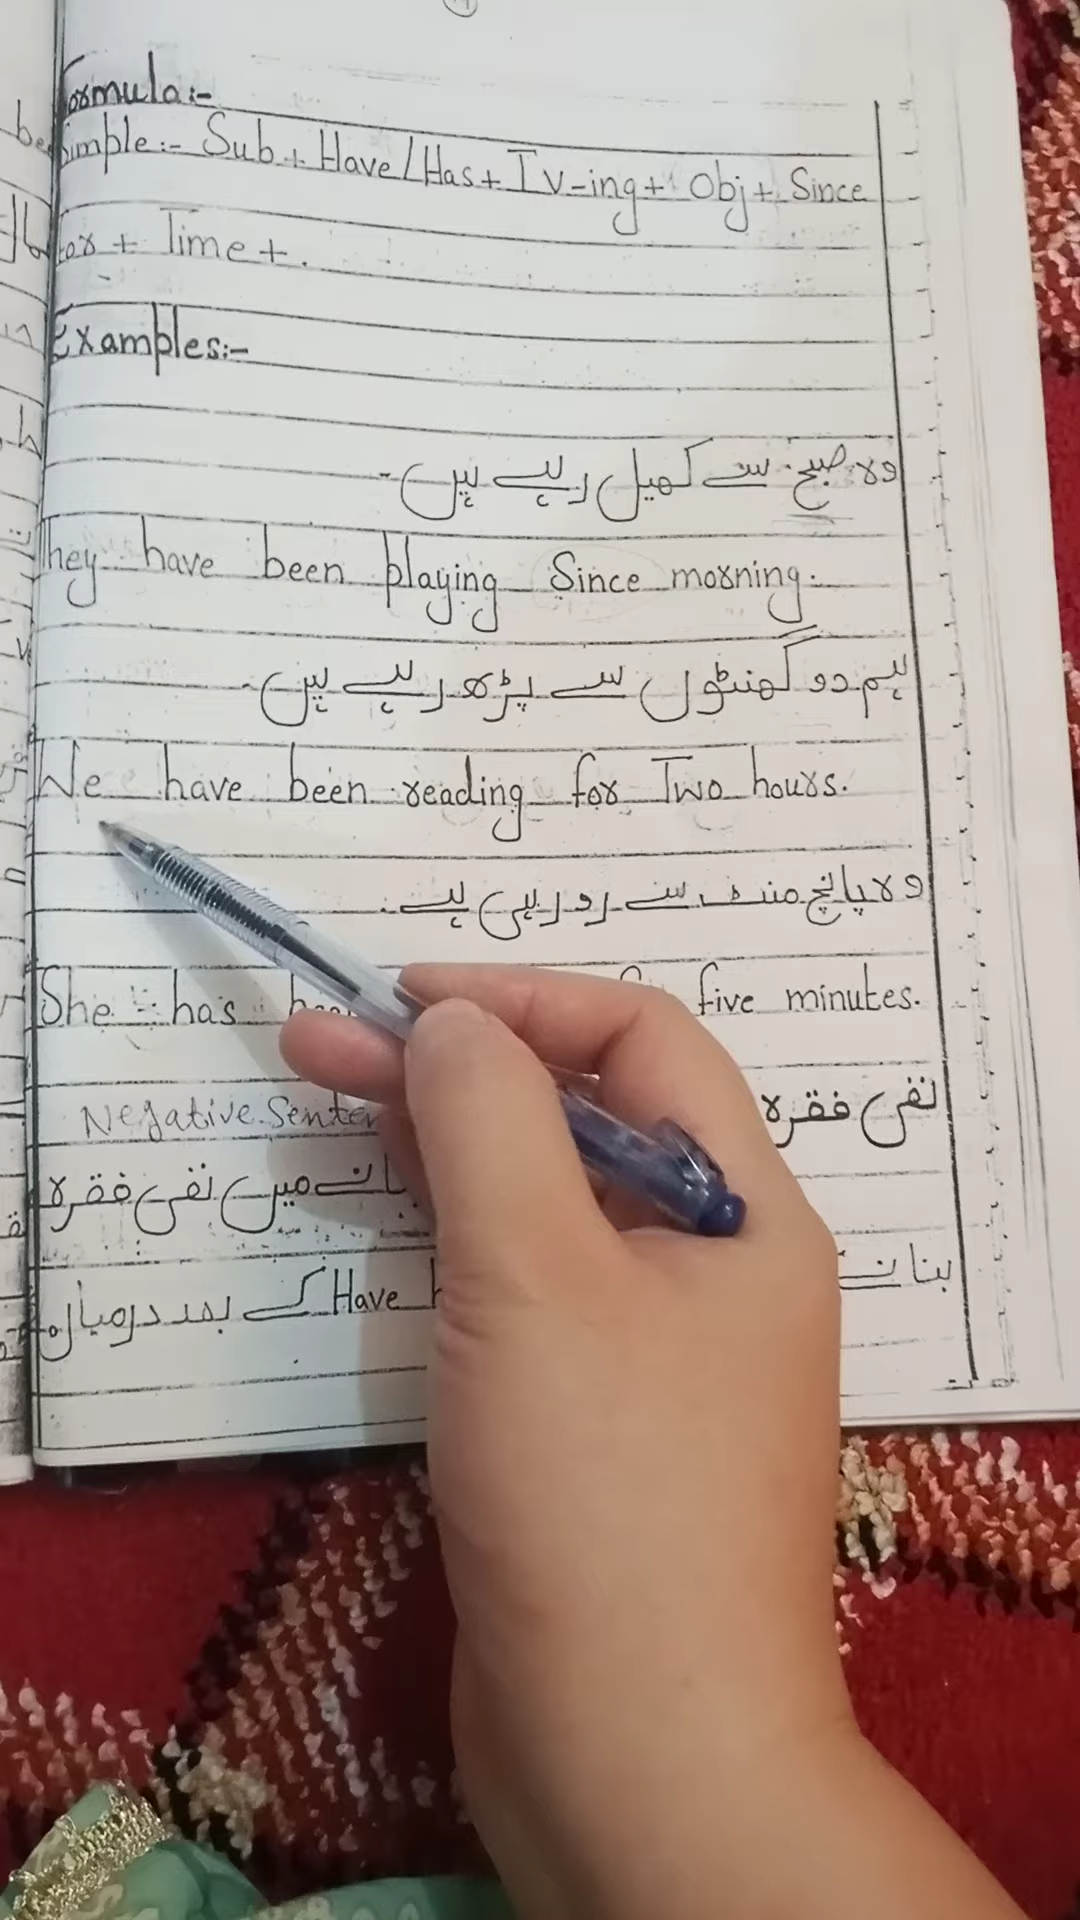 Formula:-
Simple:- Sub + Have/Has + Iv-ing + Obj + Since
for + Time + .
Examples:-
وہ صبح سے کھیل رہے ہیں-
They have been playing Since morning.
ہم دو گھنٹوں سے پڑھ رہے ہیں-
We have been reading for Two hours.
وہ پانچ منٹ سے رو رہی ہے.
She has five minutes.
Negative Senten نفی فقرہ
میں نفی فقرہ
بنانے Have کے بعد درمیان